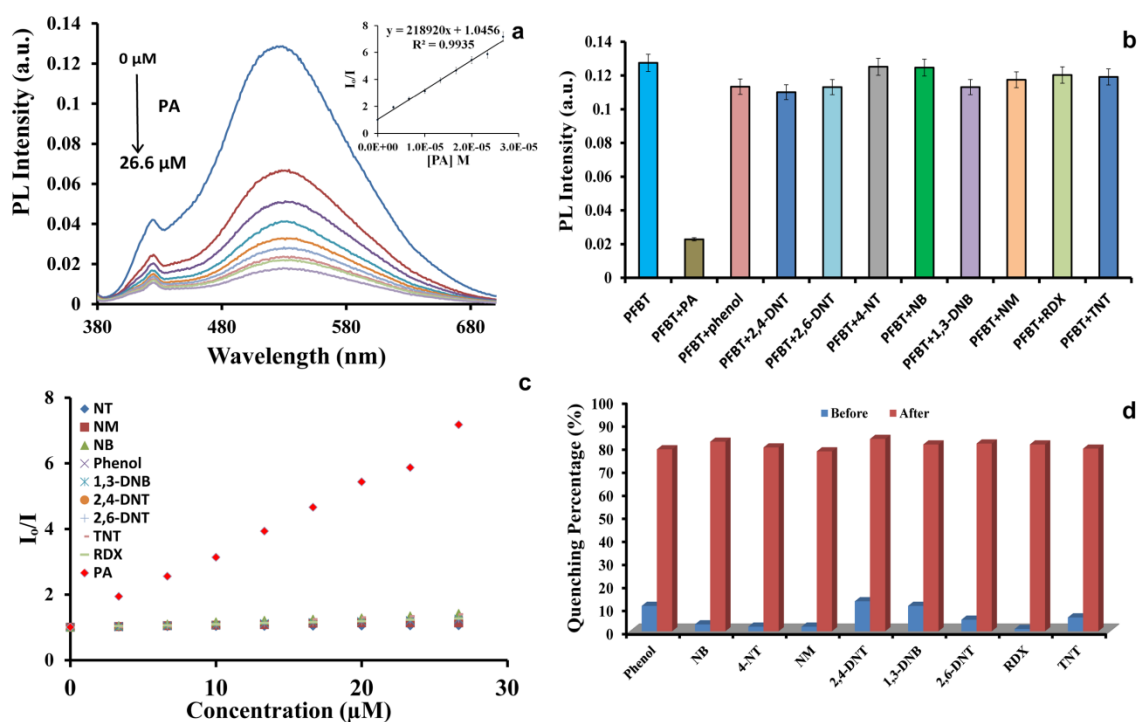 a
PL Intensity (a.u.)
0.14
0.12
0.1
0.08
0.06
0.04
0.02
0
0 µM
PA
26.6 µM
y = 218920x + 1.0456
R² = 0.9935
I₀/I
8
6
4
2
0
0.0E+00
1.0E-05
2.0E-05
3.0E-05
[PA] M
380
480
580
680
Wavelength (nm)
b
PL Intensity (a.u.)
0.14
0.12
0.1
0.08
0.06
0.04
0.02
0
PFBT
PFBT+PA
PFBT+phenol
PFBT+2,4-DNT
PFBT+2,6-DNT
PFBT+4-NT
PFBT+NB
PFBT+1,3-DNB
PFBT+NM
PFBT+RDX
PFBT+TNT
c
I₀/I
8
6
4
2
0
NT
NM
NB
Phenol
1,3-DNB
2,4-DNT
2,6-DNT
TNT
RDX
PA
0
10
20
30
Concentration (µM)
d
Before
After
Quenching Percentage (%)
100
90
80
70
60
50
40
30
20
10
0
Phenol
NB
4-NT
NM
2,4-DNT
1,3-DNB
2,6-DNT
RDX
TNT